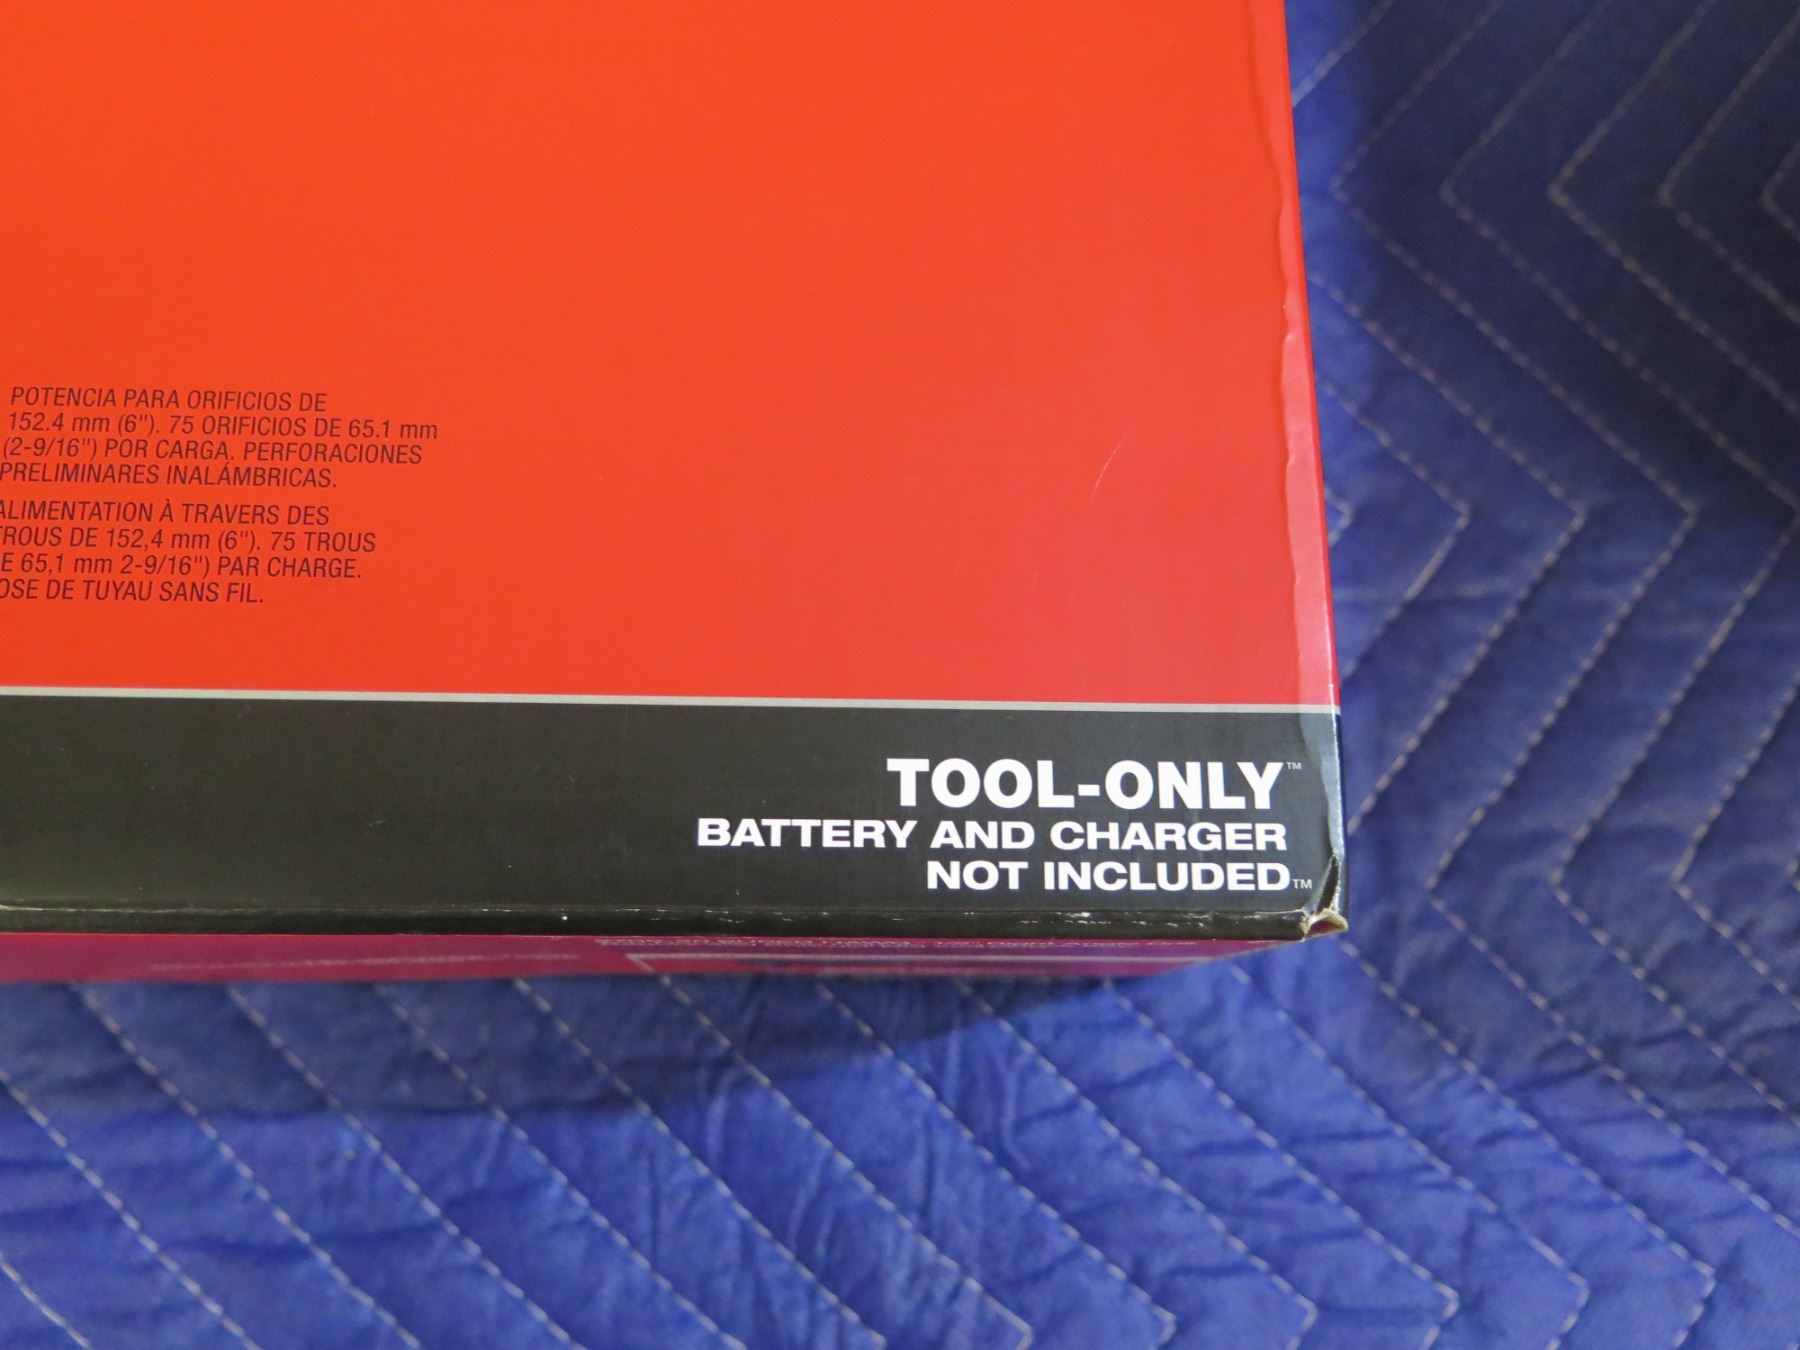 POTENCIA PARA ORIFICIOS DE
152.4 mm (6"). 75 ORIFICIOS DE 65.1 mm
(2-9/16") POR CARGA. PERFORACIONES
PRELIMINARES INALÁMBRICAS.
ALIMENTATION À TRAVERS DES
TROUS DE 152,4 mm (6"). 75 TROUS
E 65,1 mm 2-9/16") PAR CHARGE.
OSE DE TUYAU SANS FIL.
TOOL-ONLY™
BATTERY AND CHARGER
NOT INCLUDED™